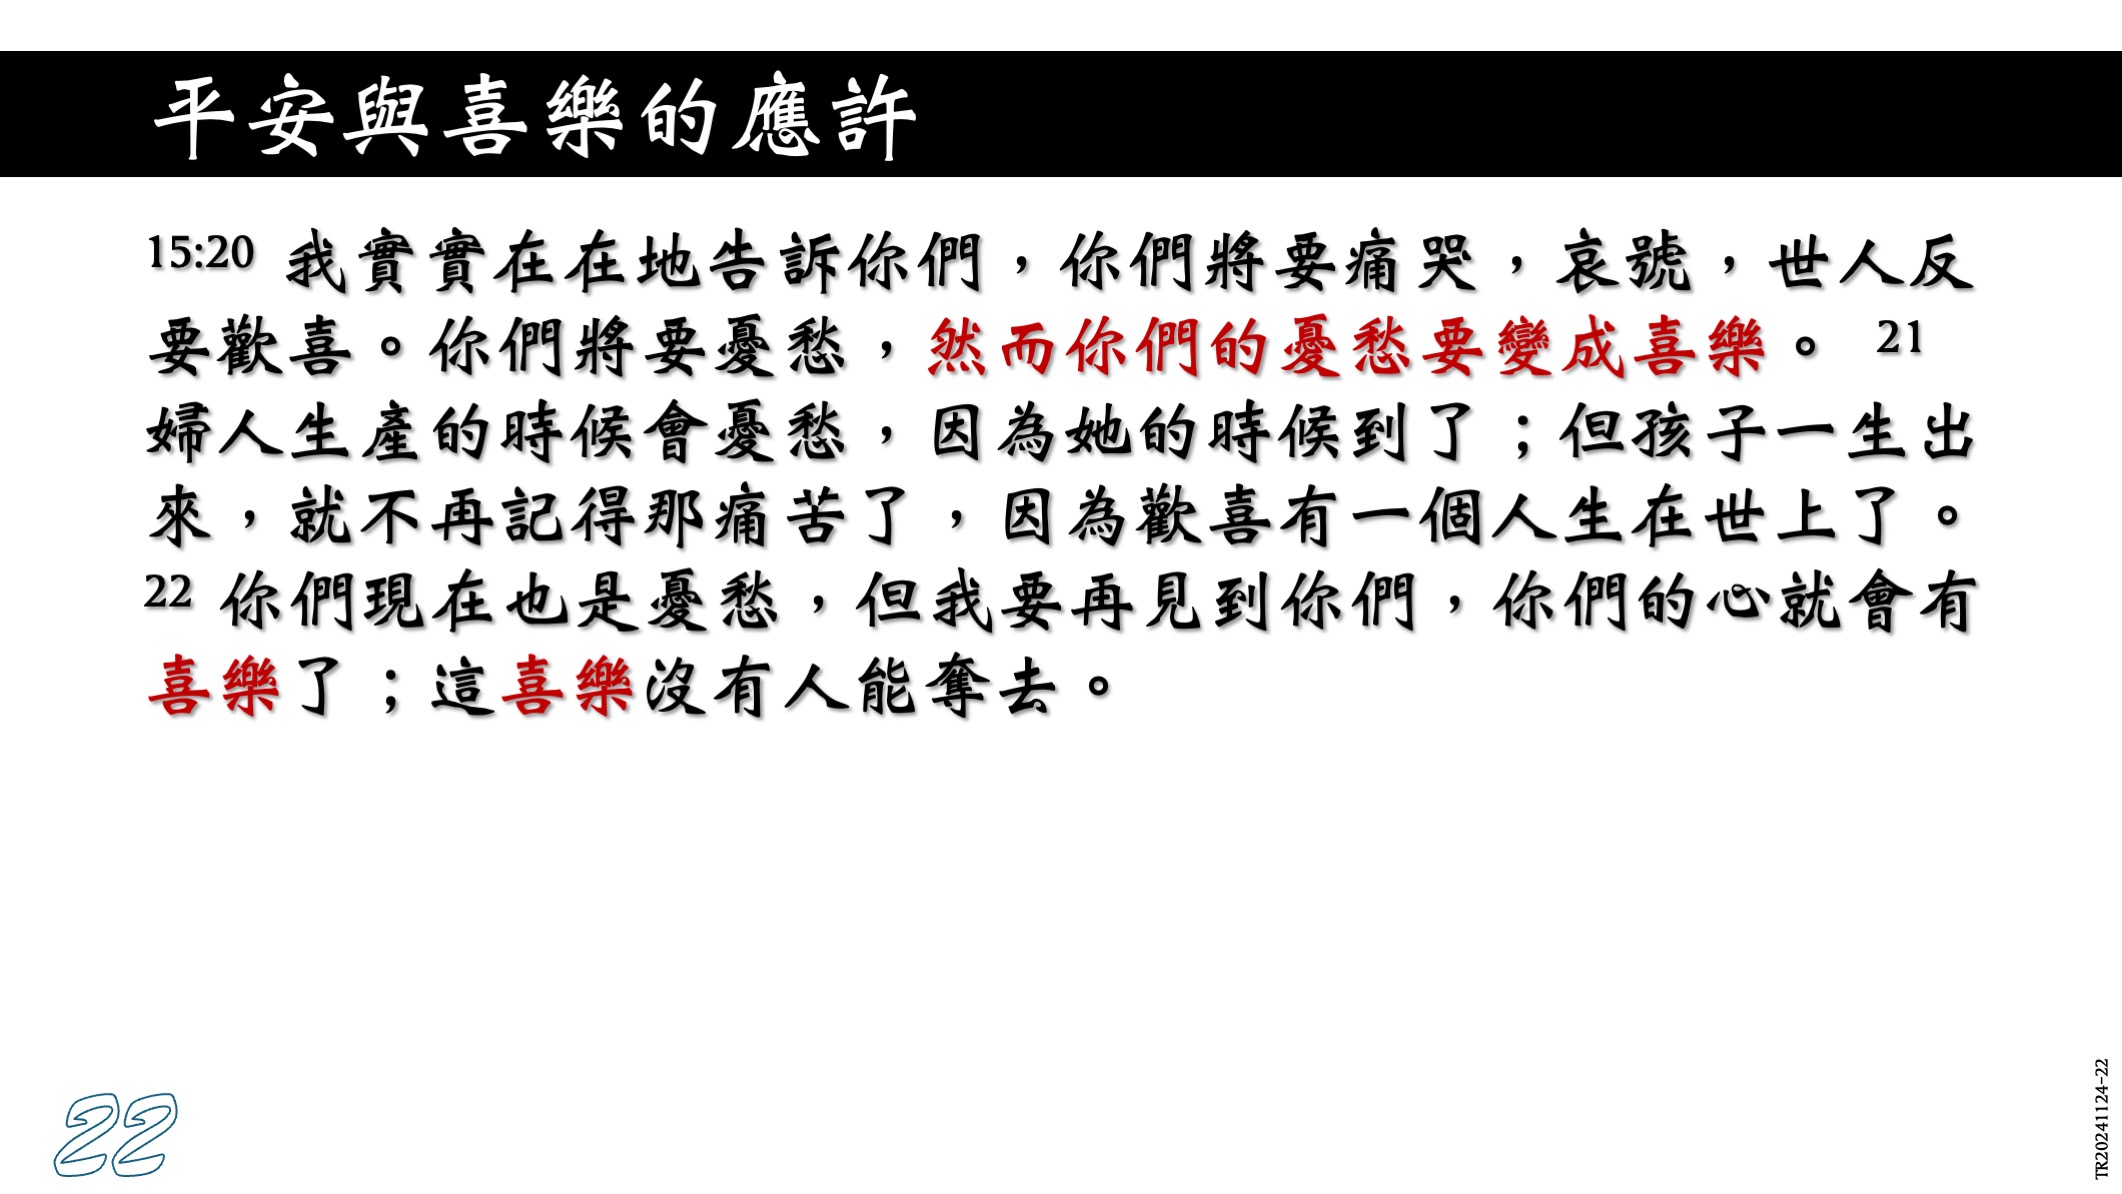 平安與喜樂的應許
15:20 我實實在在地告訴你們，你們將要痛哭，哀號，世人反
要歡喜。你們將要憂愁，然而你們的憂愁要變成喜樂。 21
婦人生產的時候會憂愁，因為她的時候到了；但孩子一生出
來，就不再記得那痛苦了，因為歡喜有一個人生在世上了。
22 你們現在也是憂愁，但我要再見到你們，你們的心就會有
喜樂了；這喜樂沒有人能奪去。
22
TR20241124-22